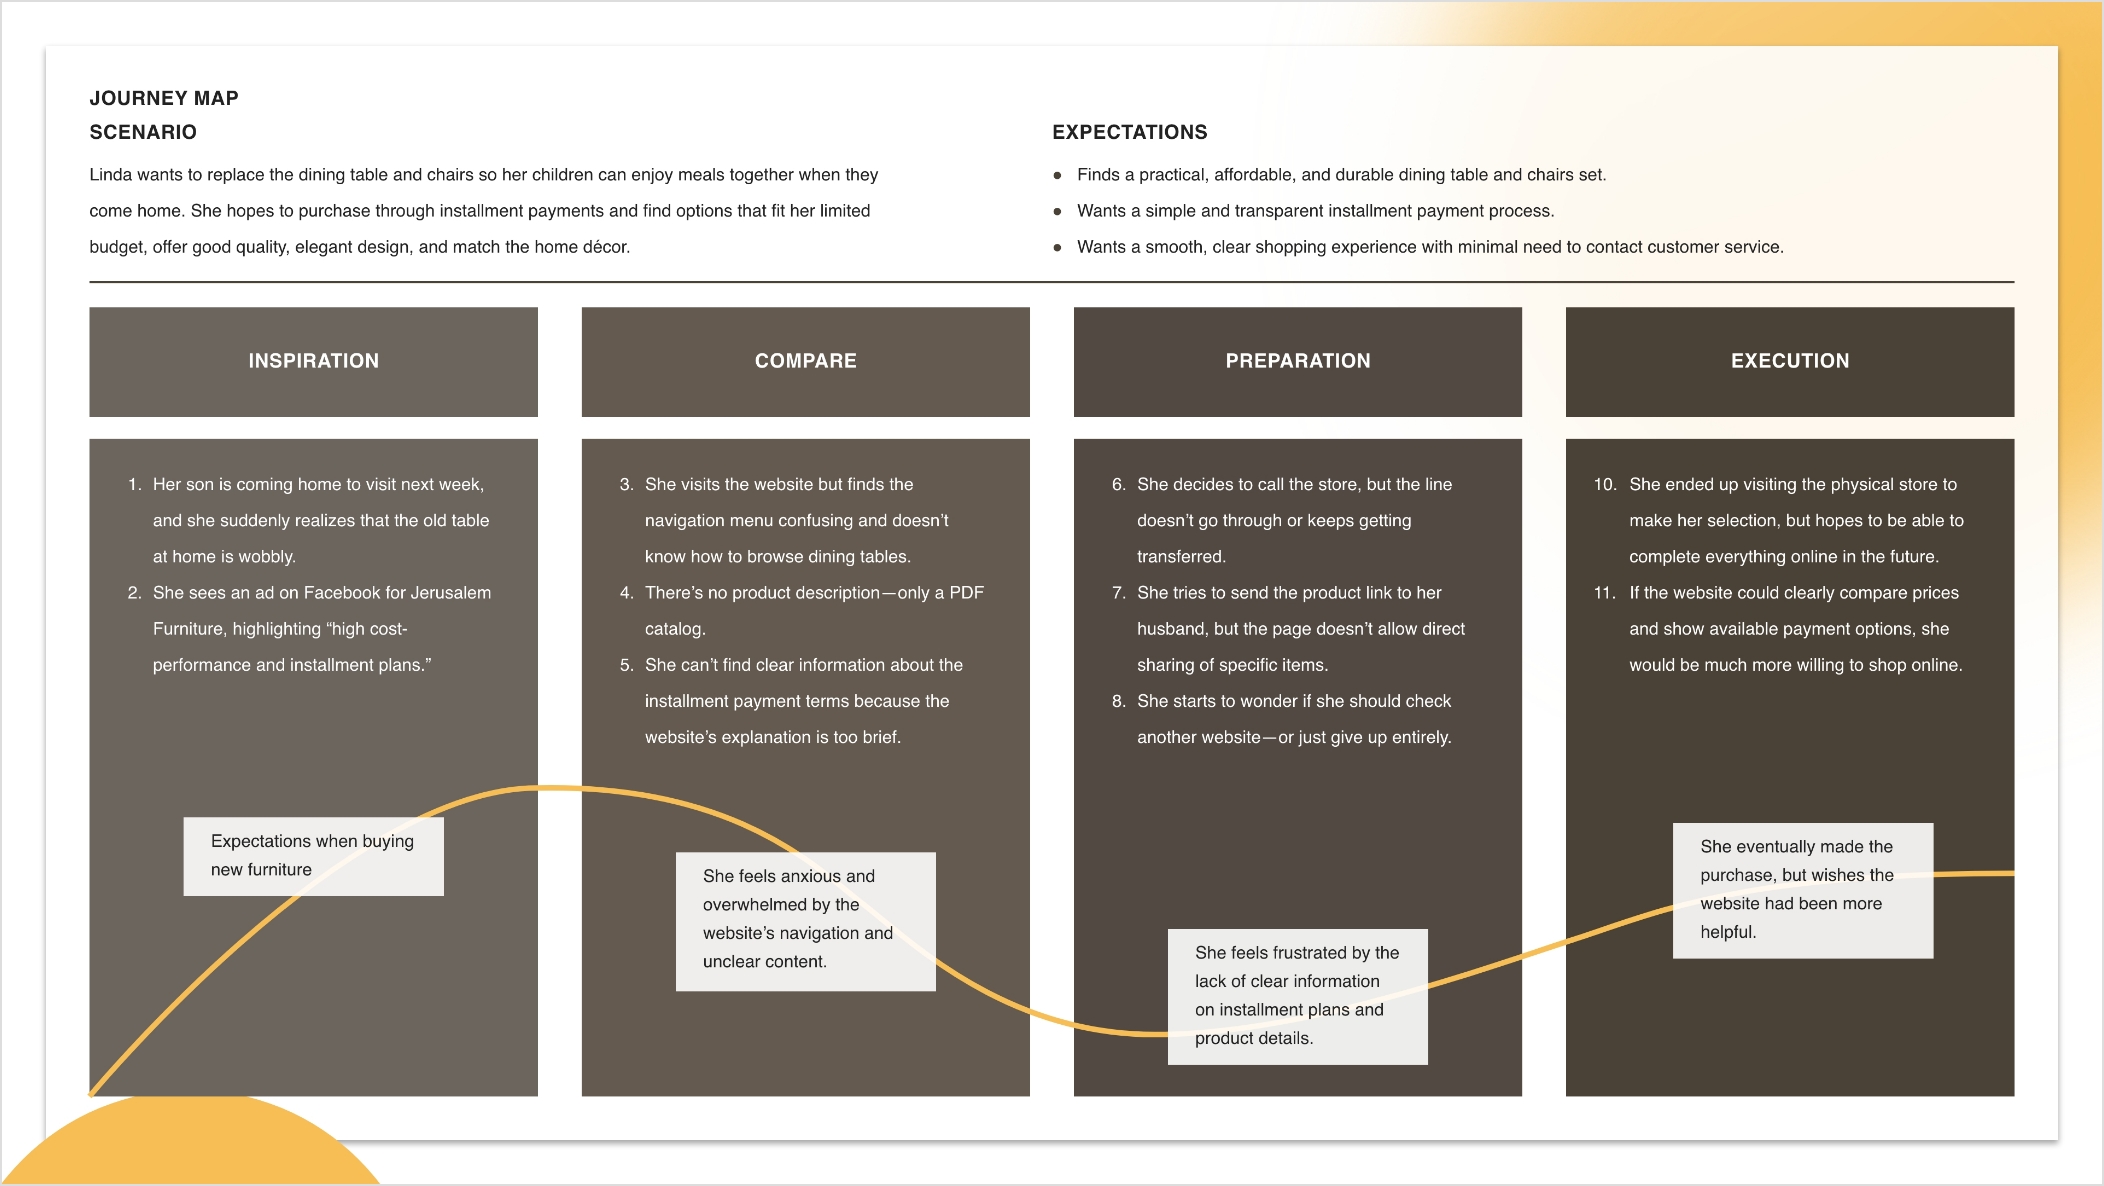 JOURNEY MAP
SCENARIO
Linda wants to replace the dining table and chairs so her children can enjoy meals together when they
come home. She hopes to purchase through installment payments and find options that fit her limited
budget, offer good quality, elegant design, and match the home décor.
EXPECTATIONS
● Finds a practical, affordable, and durable dining table and chairs set.
● Wants a simple and transparent installment payment process.
● Wants a smooth, clear shopping experience with minimal need to contact customer service.
INSPIRATION
1. Her son is coming home to visit next week,
and she suddenly realizes that the old table
at home is wobbly.
2. She sees an ad on Facebook for Jerusalem
Furniture, highlighting “high cost-
performance and installment plans.”
Expectations when buying
new furniture
COMPARE
3. She visits the website but finds the
navigation menu confusing and doesn’t
know how to browse dining tables.
4. There’s no product description—only a PDF
catalog.
5. She can’t find clear information about the
installment payment terms because the
website’s explanation is too brief.
She feels anxious and
overwhelmed by the
website’s navigation and
unclear content.
PREPARATION
6. She decides to call the store, but the line
doesn’t go through or keeps getting
transferred.
7. She tries to send the product link to her
husband, but the page doesn’t allow direct
sharing of specific items.
8. She starts to wonder if she should check
another website—or just give up entirely.
She feels frustrated by the
lack of clear information
on installment plans and
product details.
EXECUTION
10. She ended up visiting the physical store to
make her selection, but hopes to be able to
complete everything online in the future.
11. If the website could clearly compare prices
and show available payment options, she
would be much more willing to shop online.
She eventually made the
purchase, but wishes the
website had been more
helpful.